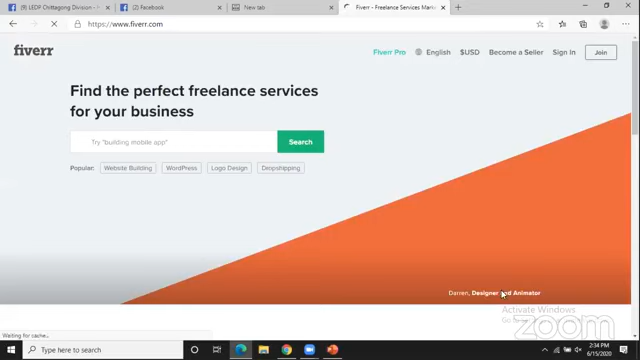 (9) LEDP Chittagong Division -
(2) Facebook
New tab
Fiverr - Freelance Services Mark
https://www.fiverr.com
fiverr
Fiverr Pro
English
$USD
Become a Seller
Sign In
Join
Find the perfect freelance services
for your business
Try "building mobile app"
Search
Popular:
Website Building
WordPress
Logo Design
Dropshipping
Darren, Designer and Animator
Activate Windows
zoom
Waiting for cache...
Type here to search
2:34 PM
6/15/2020